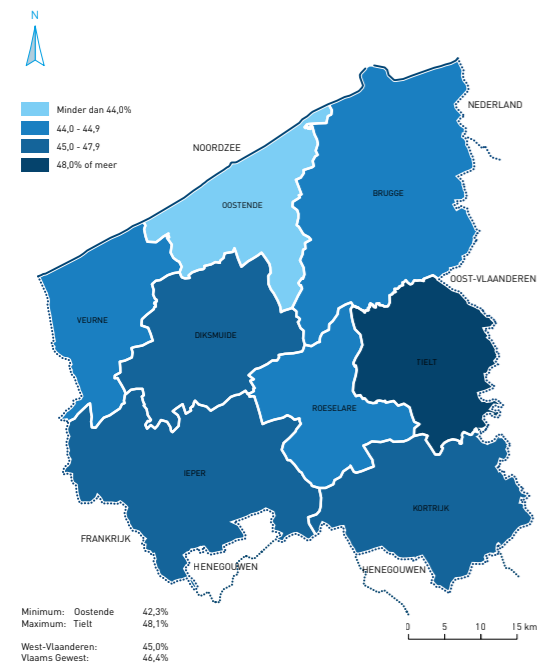 N
Minder dan 44,0%
44,0 - 44,9
45,0 - 47,9
48,0% of meer
NEDERLAND
NOORDZEE
BRUGGE
OOSTENDE
OOST-VLAANDEREN
VEURNE
DIKSMUIDE
TIELT
ROESELARE
IEPER
KORTRIJK
FRANKRIJK
HENEGOUWEN
HENEGOUWEN
Minimum: Oostende 42,3%
Maximum: Tielt 48,1%
West-Vlaanderen: 45,0%
Vlaams Gewest: 46,4%
0 5 10 15 km